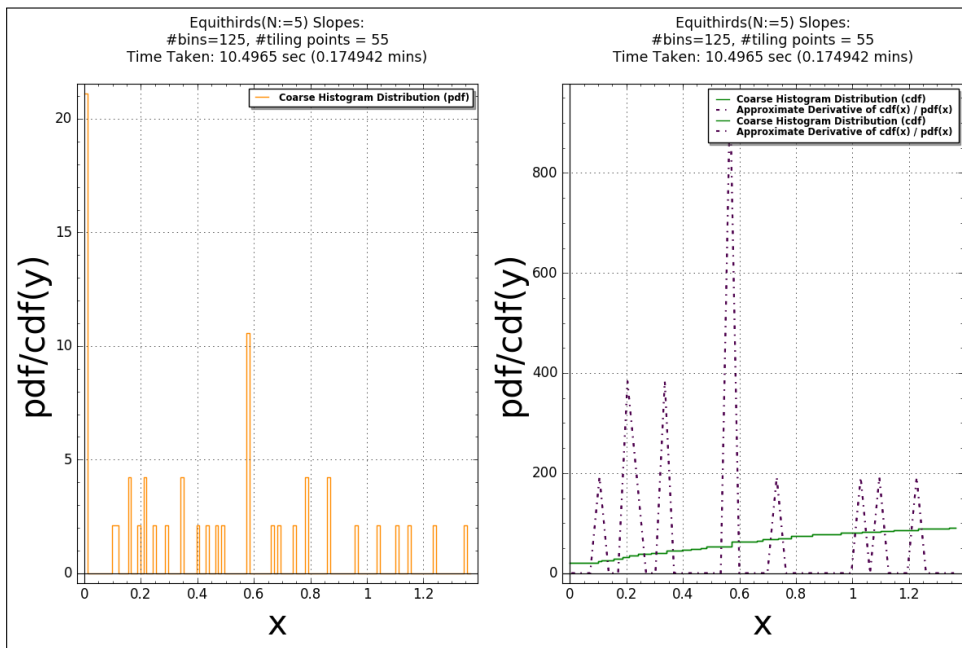 Equithirds(N:=5) Slopes:
#bins=125, #tiling points = 55
Time Taken: 10.4965 sec (0.174942 mins)
Coarse Histogram Distribution (pdf)
20
15
10
5
0
pdf/cdf(y)
0
0.2
0.4
0.6
0.8
1
1.2
x
Equithirds(N:=5) Slopes:
#bins=125, #tiling points = 55
Time Taken: 10.4965 sec (0.174942 mins)
Coarse Histogram Distribution (cdf)
Approximate Derivative of cdf(x) / pdf(x)
Coarse Histogram Distribution (cdf)
Approximate Derivative of cdf(x) / pdf(x)
800
600
400
200
0
pdf/cdf(y)
0
0.2
0.4
0.6
0.8
1
1.2
x